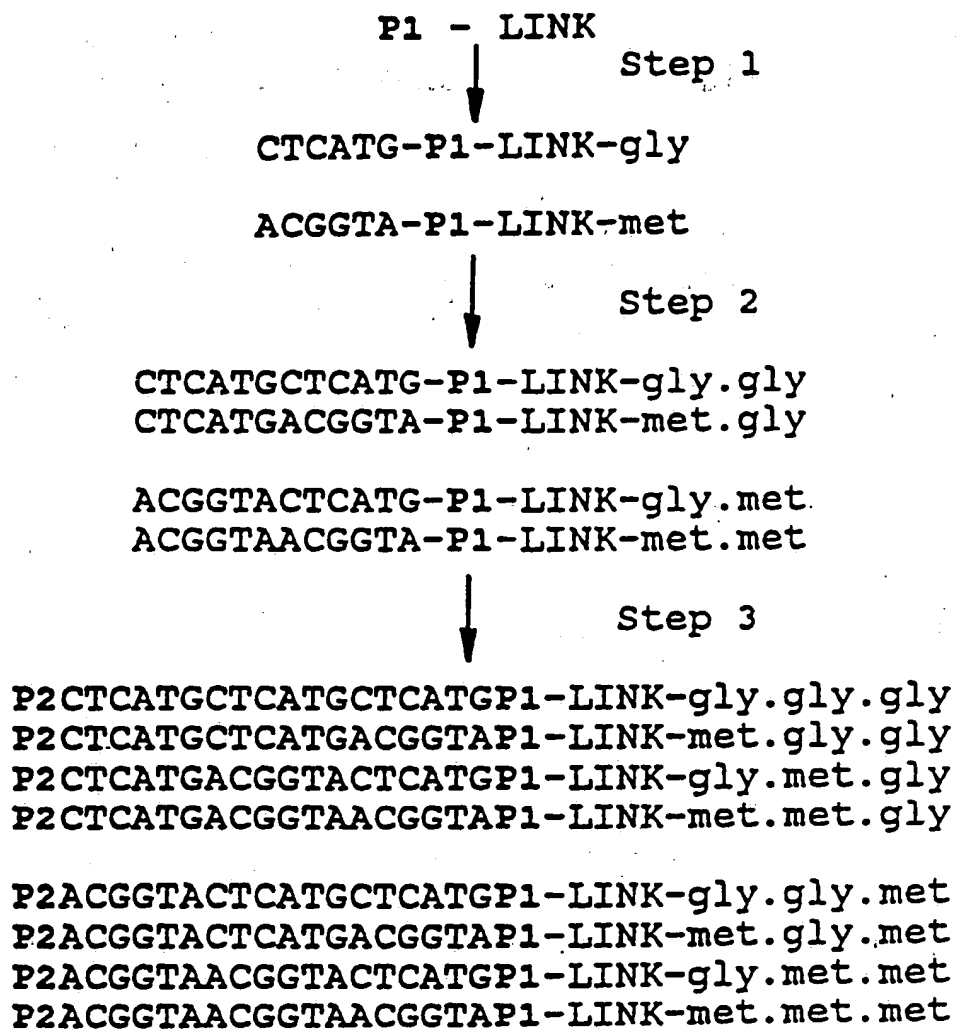 P1 - LINK
Step 1
CTCATG-P1-LINK-gly
ACGGTA-P1-LINK-met
Step 2
CTCATGCTCATG-P1-LINK-gly.gly
CTCATGACGGTA-P1-LINK-met.gly
ACGGTACTCATG-P1-LINK-gly.met
ACGGTAACGGTA-P1-LINK-met.met
Step 3
P2CTCATGCTCATGCTCATGP1-LINK-gly.gly.gly
P2CTCATGCTCATGACGGTAP1-LINK-met.gly.gly
P2CTCATGACGGTACTCATGP1-LINK-gly.met.gly
P2CTCATGACGGTAACGGTAP1-LINK-met.met.gly
P2ACGGTACTCATGCTCATGP1-LINK-gly.gly.met
P2ACGGTACTCATGACGGTAP1-LINK-met.gly.met
P2ACGGTAACGGTACTCATGP1-LINK-gly.met.met
P2ACGGTAACGGTAACGGTAP1-LINK-met.met.met